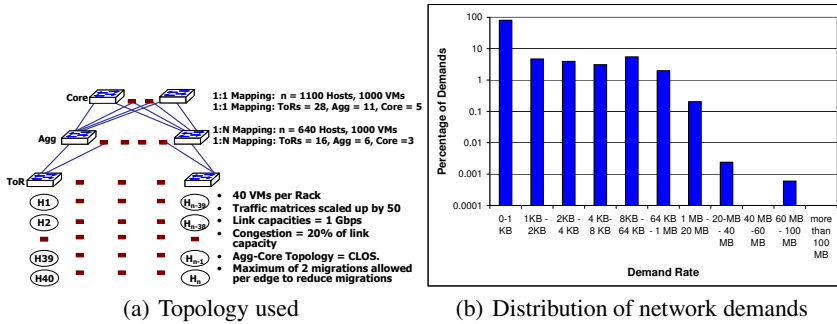 Core
1:1 Mapping: n = 1100 Hosts, 1000 VMs
1:1 Mapping: ToRs = 28, Agg = 11, Core = 5
Agg
1:N Mapping: n = 640 Hosts, 1000 VMs
1:N Mapping: ToRs = 16, Agg = 6, Core =3
ToR
H1
H2
H39
H40
Hn-39
Hn-38
Hn-1
Hn
• 40 VMs per Rack
• Traffic matrices scaled up by 50
• Link capacities = 1 Gbps
• Congestion = 20% of link
capacity
• Agg-Core Topology = CLOS.
• Maximum of 2 migrations allowed
per edge to reduce migrations
(a) Topology used
Percentage of Demands
100
10
1
0.1
0.01
0.001
0.0001
0-1
KB
1KB -
2KB
2KB -
4 KB
4 KB-
8 KB
8KB -
64 KB
64 KB
- 1 MB
1 MB -
20 MB
20-MB
- 40
MB
40 MB
-60
MB
60 MB
- 100
MB
more
than
100 MB
Demand Rate
(b) Distribution of network demands